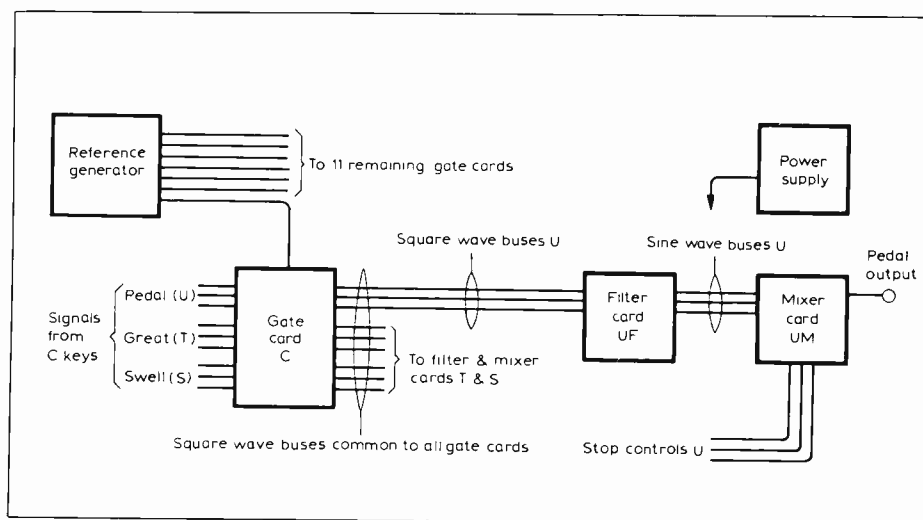 Reference
generator
To 11 remaining gate cards
Power
supply
Square wave buses U
Sine wave buses U
Pedal
output
Signals
from
C keys
Pedal (U)
Great (T)
Swell (S)
Gate
card
C
To filter & mixer
cards T & S
Filter
card
UF
Mixer
card
UM
Square wave buses common to all gate cards
Stop controls U